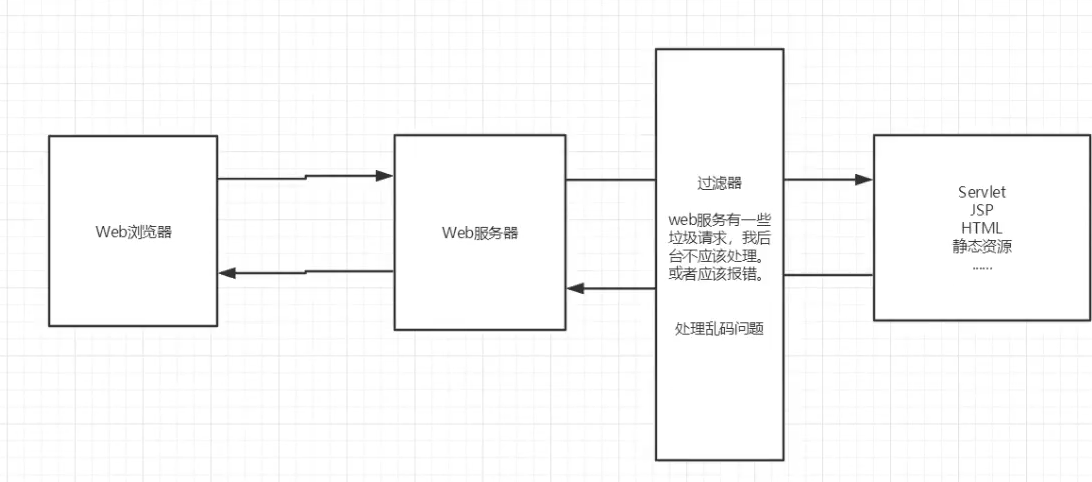 Web浏览器
Web服务器
过滤器
web服务有一些
垃圾请求，我后
台不应该处理。
或者应该报错。
处理乱码问题
Servlet
JSP
HTML
静态资源
......